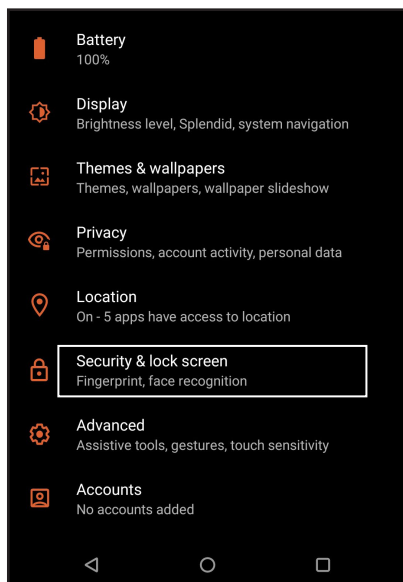 Battery
100%
Display
Brightness level, Splendid, system navigation
Themes & wallpapers
Themes, wallpapers, wallpaper slideshow
Privacy
Permissions, account activity, personal data
Location
On - 5 apps have access to location
Security & lock screen
Fingerprint, face recognition
Advanced
Assistive tools, gestures, touch sensitivity
Accounts
No accounts added